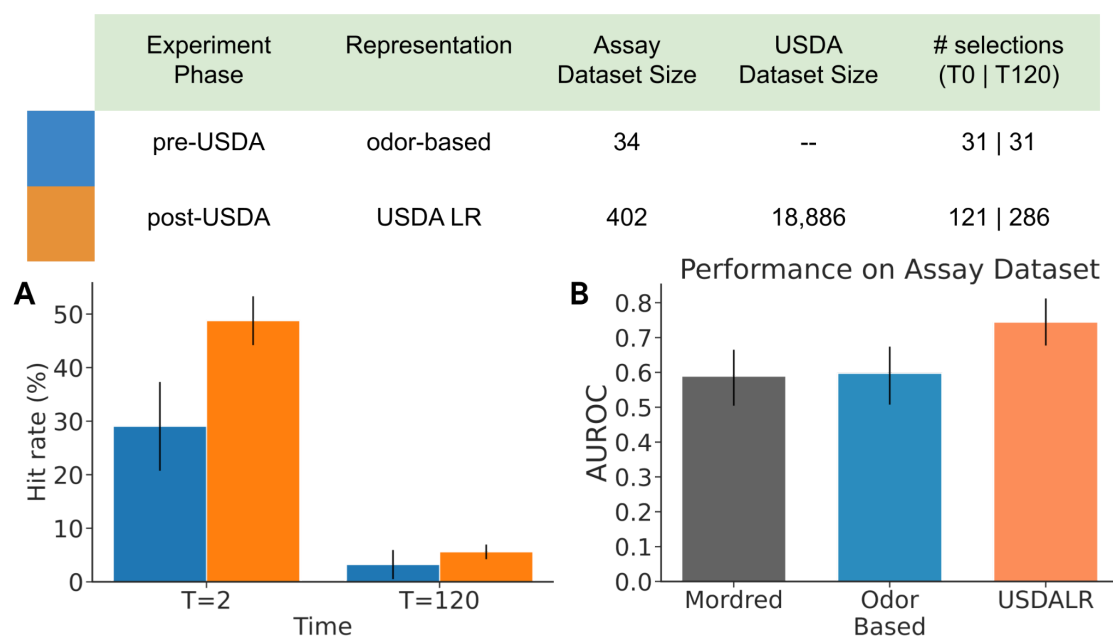 Experiment Phase
Representation
Assay Dataset Size
USDA Dataset Size
# selections (T0 | T120)
pre-USDA
odor-based
34
--
31 | 31
post-USDA
USDA LR
402
18,886
121 | 286
A
Hit rate (%)
50
40
30
20
10
0
T=2
T=120
Time
B
Performance on Assay Dataset
AUROC
0.8
0.7
0.6
0.5
0.4
0.3
0.2
0.1
0.0
Mordred
Odor
Based
USDALR